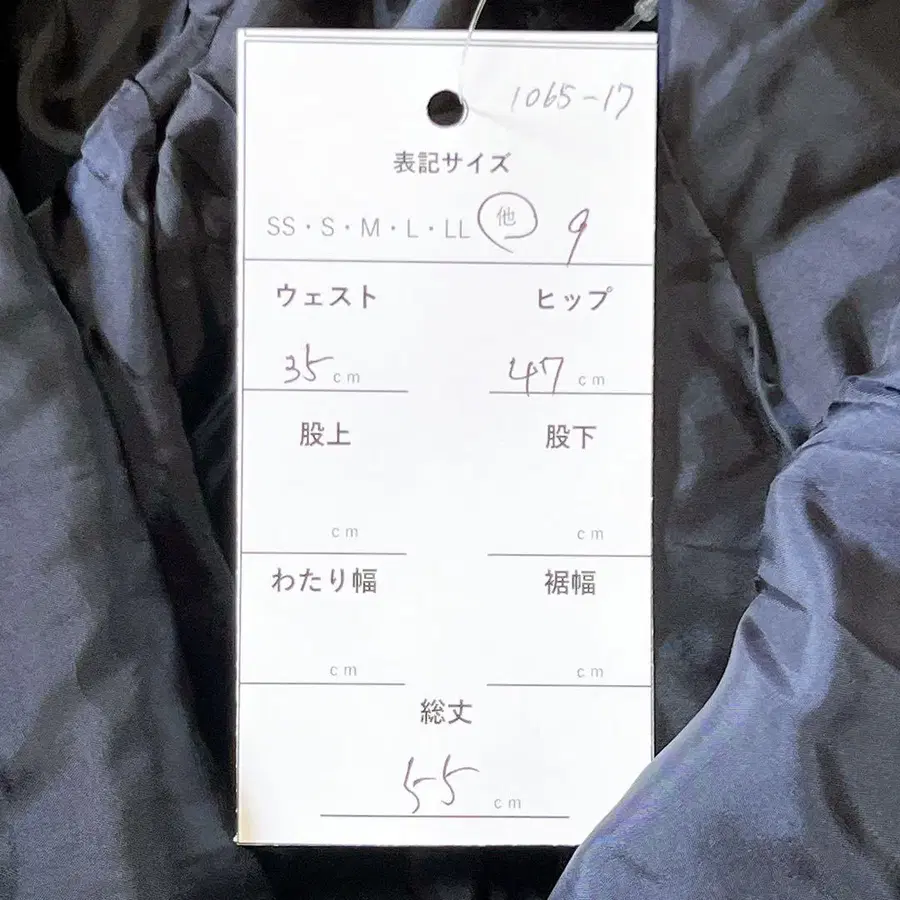 1065-17
表記サイズ
SS・S・M・L・LL 他 9
ウェスト ヒップ
35 cm 47 cm
股上 股下
cm cm
わたり幅 裾幅
cm cm
総丈
55 cm